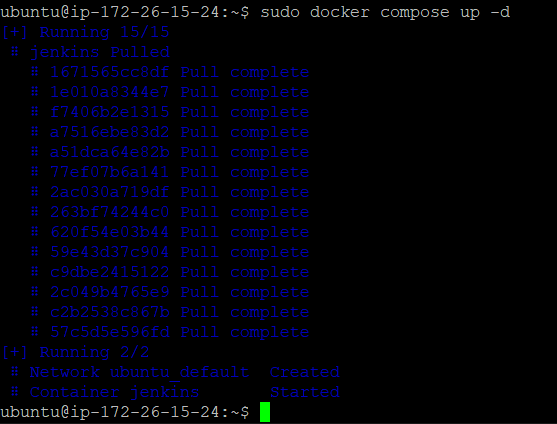 ubuntu@ip-172-26-15-24:~$ sudo docker compose up -d
[+] Running 15/15
⠿ jenkins Pulled
⠿ 1671565cc8df Pull complete
⠿ 1e010a8344e7 Pull complete
⠿ f7406b2e1315 Pull complete
⠿ a7516ebe83d2 Pull complete
⠿ a51dca64e82b Pull complete
⠿ 77ef07b6a141 Pull complete
⠿ 2ac030a719df Pull complete
⠿ 263bf74244c0 Pull complete
⠿ 620f54e03b44 Pull complete
⠿ 59e43d37c904 Pull complete
⠿ c9dbe2415122 Pull complete
⠿ 2c049b4765e9 Pull complete
⠿ c2b2538c867b Pull complete
⠿ 57c5d5e596fd Pull complete
[+] Running 2/2
⠿ Network ubuntu_default Created
⠿ Container jenkins Started
ubuntu@ip-172-26-15-24:~$